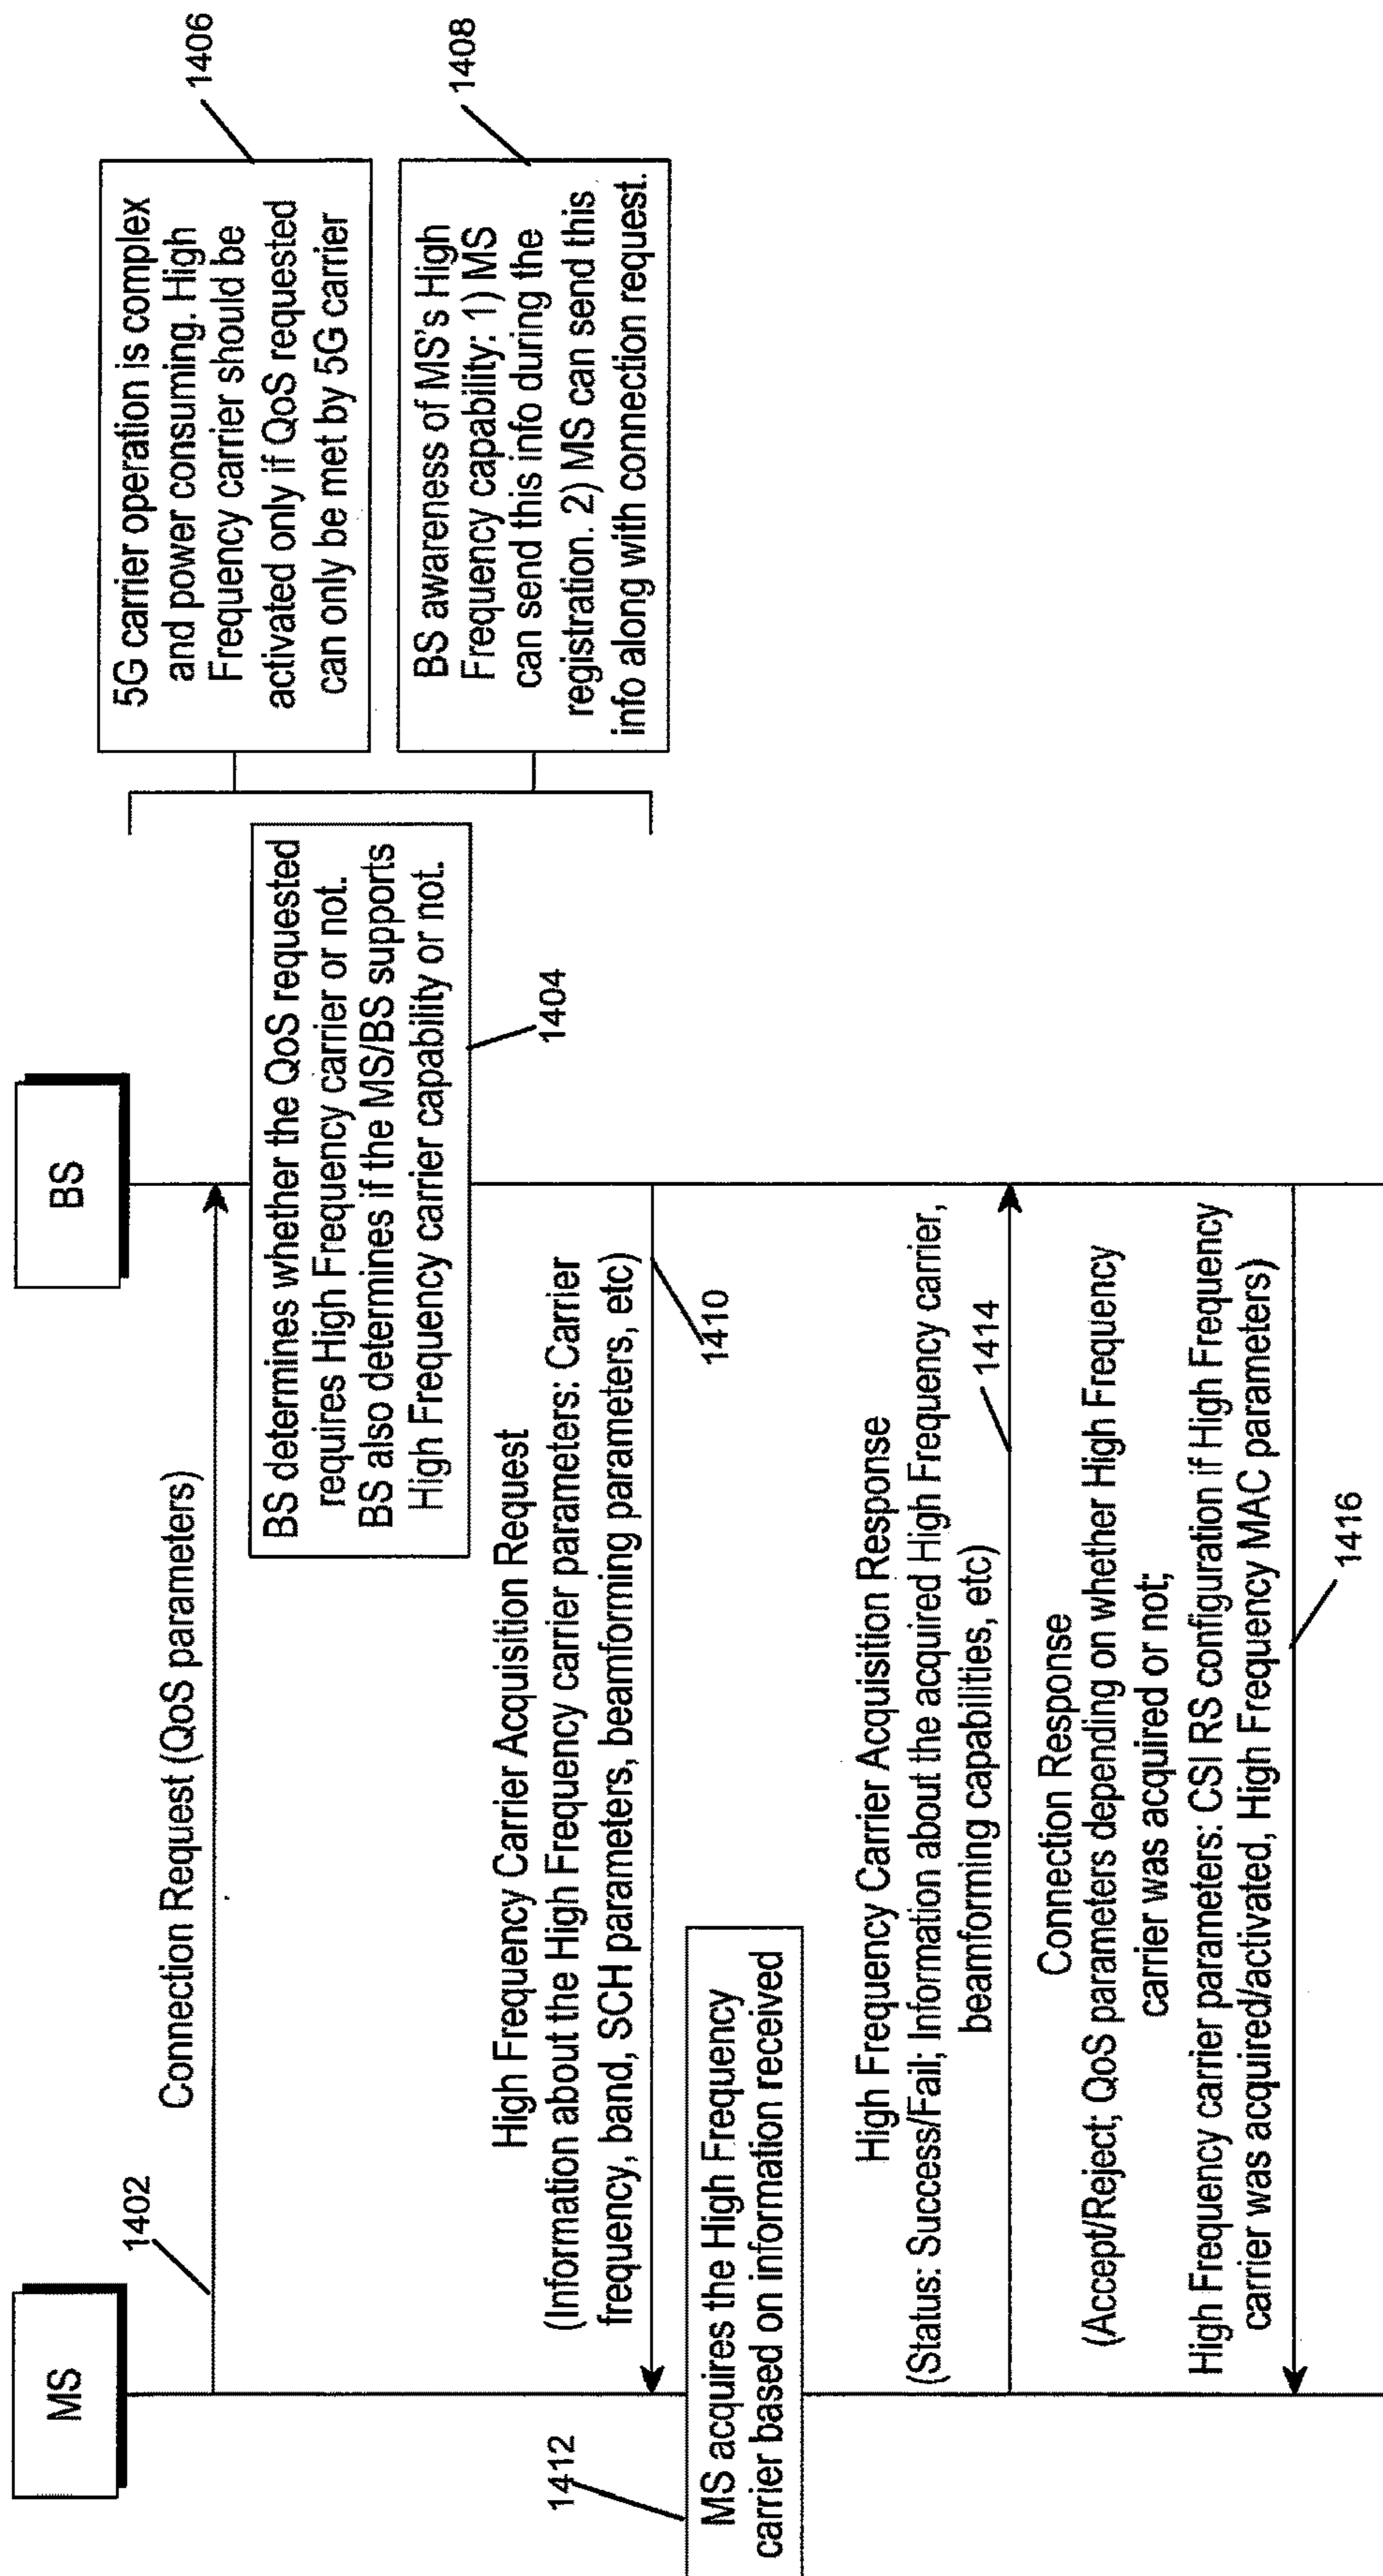 MS
BS
1402
Connection Request (QoS parameters)
BS determines whether the QoS requested
requires High Frequency carrier or not.
BS also determines if the MS/BS supports
High Frequency carrier capability or not.
1404
5G carrier operation is complex
and power consuming. High
Frequency carrier should be
activated only if QoS requested
can only be met by 5G carrier
1406
BS awareness of MS's High
Frequency capability: 1) MS
can send this info during the
registration. 2) MS can send this
info along with connection request.
1408
High Frequency Carrier Acquisition Request
(Information about the High Frequency carrier parameters: Carrier
frequency, band, SCH parameters, beamforming parameters, etc)
1410
1412
MS acquires the High Frequency
carrier based on information received
High Frequency Carrier Acquisition Response
(Status: Success/Fail; Information about the acquired High Frequency carrier,
beamforming capabilities, etc)
1414
Connection Response
(Accept/Reject; QoS parameters depending on whether High Frequency
carrier was acquired or not;
High Frequency carrier parameters: CSI RS configuration if High Frequency
carrier was acquired/activated, High Frequency MAC parameters)
1416